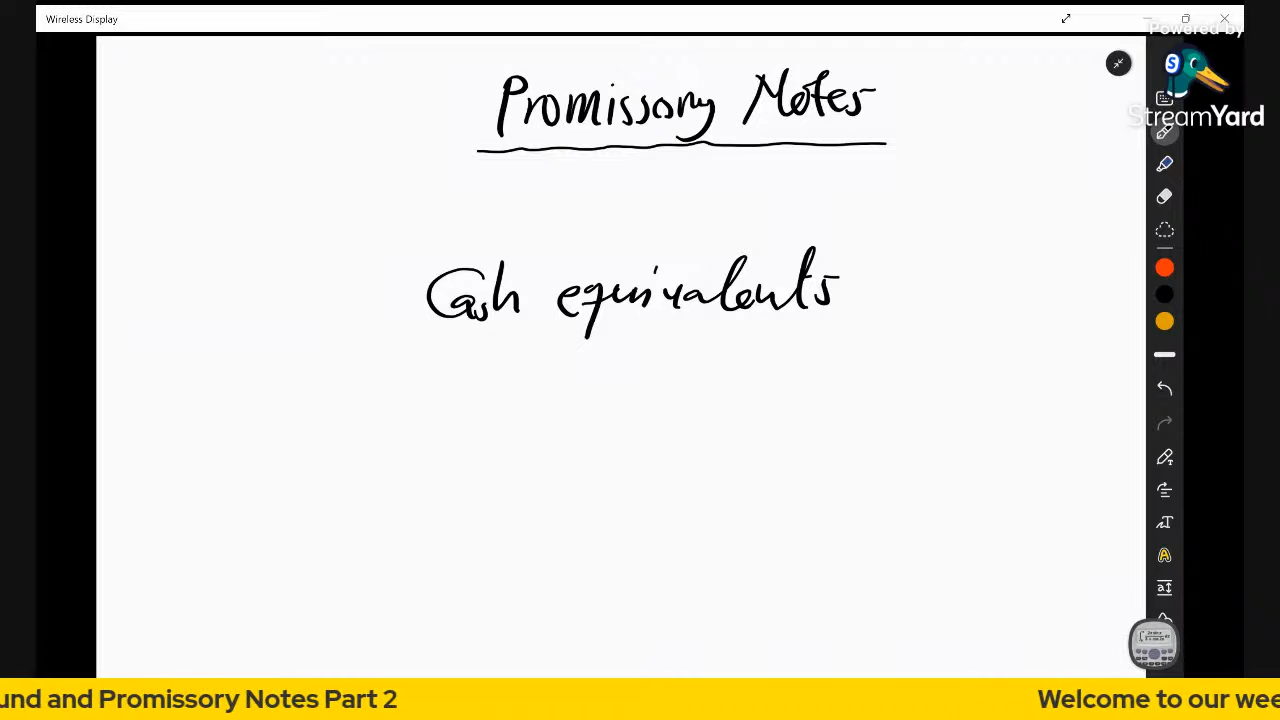 Wireless Display
Powered by
StreamYard
Promissory Notes
Cash equivalents
und and Promissory Notes Part 2
Welcome to our wee